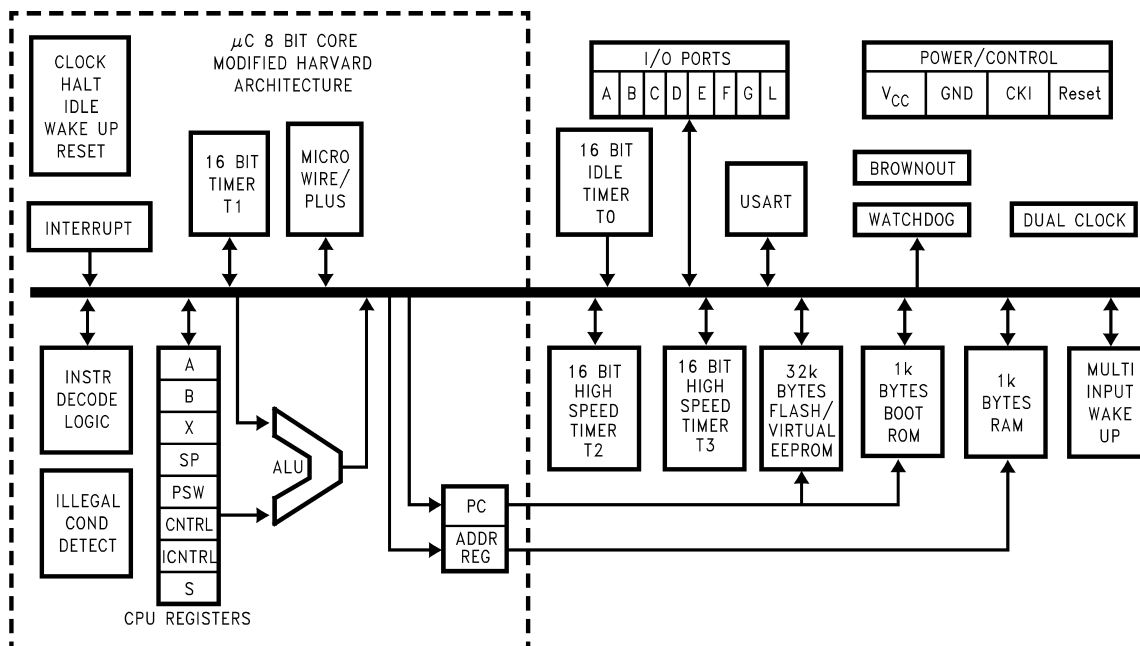 μC 8 BIT CORE
MODIFIED HARVARD
ARCHITECTURE
CLOCK
HALT
IDLE
WAKE UP
RESET
16 BIT
TIMER
T1
MICRO
WIRE/
PLUS
INTERRUPT
I/O PORTS
A B C D E F G L
16 BIT
IDLE
TIMER
T0
USART
POWER/CONTROL
VCC GND CKI Reset
BROWNOUT
WATCHDOG
DUAL CLOCK
INSTR
DECODE
LOGIC
ILLEGAL
COND
DETECT
A
B
X
SP
PSW
CNTRL
ICNTRL
S
CPU REGISTERS
ALU
PC
ADDR
REG
16 BIT
HIGH
SPEED
TIMER
T2
16 BIT
HIGH
SPEED
TIMER
T3
32k
BYTES
FLASH/
VIRTUAL
EEPROM
1k
BYTES
BOOT
ROM
1k
BYTES
RAM
MULTI
INPUT
WAKE
UP